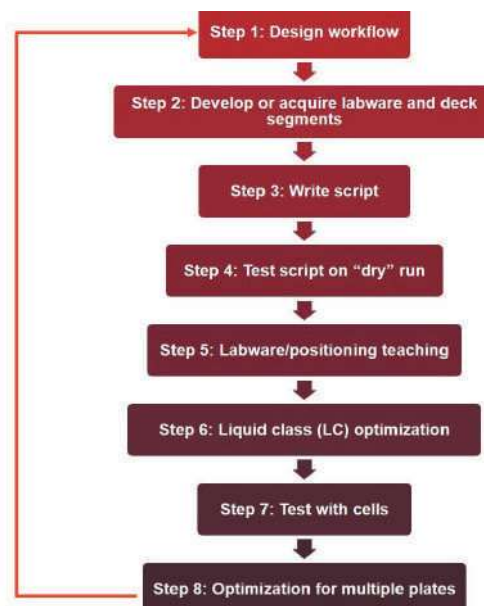 Step 1: Design workflow
Step 2: Develop or acquire labware and deck
segments
Step 3: Write script
Step 4: Test script on “dry” run
Step 5: Labware/positioning teaching
Step 6: Liquid class (LC) optimization
Step 7: Test with cells
Step 8: Optimization for multiple plates